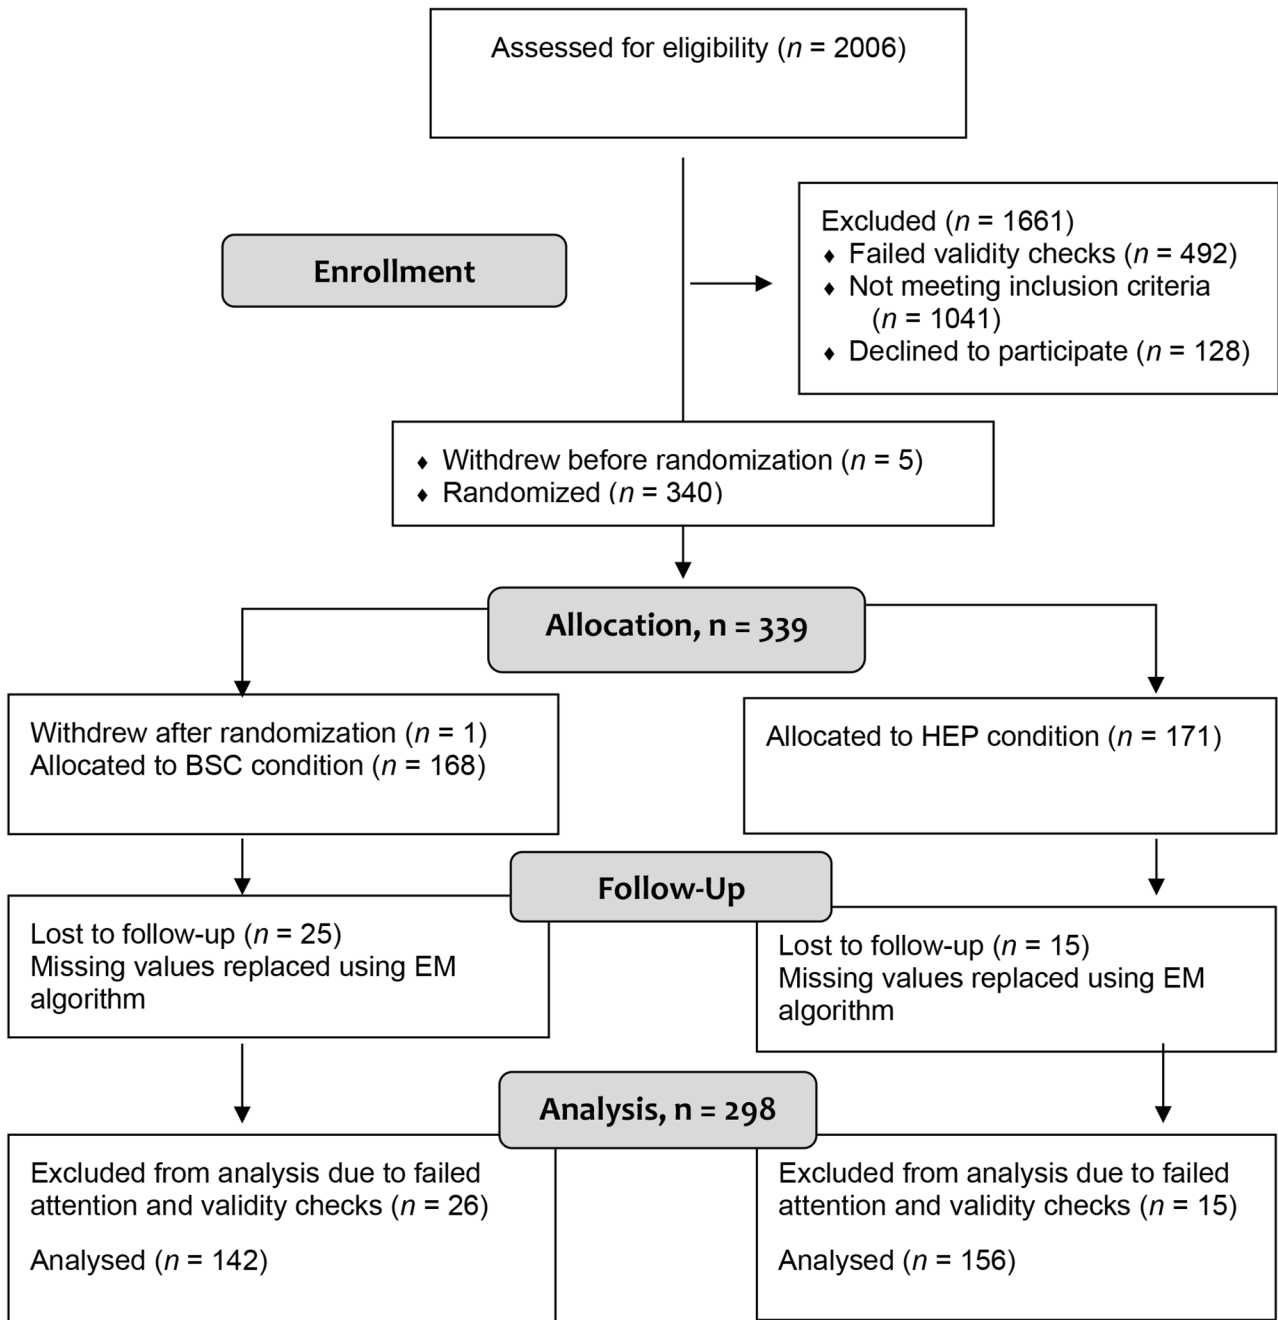 Assessed for eligibility (n = 2006)
Enrollment
Excluded (n = 1661)
♦ Failed validity checks (n = 492)
♦ Not meeting inclusion criteria
(n = 1041)
♦ Declined to participate (n = 128)
♦ Withdrew before randomization (n = 5)
♦ Randomized (n = 340)
Allocation, n = 339
Withdrew after randomization (n = 1)
Allocated to BSC condition (n = 168)
Allocated to HEP condition (n = 171)
Follow-Up
Lost to follow-up (n = 25)
Missing values replaced using EM
algorithm
Lost to follow-up (n = 15)
Missing values replaced using EM
algorithm
Analysis, n = 298
Excluded from analysis due to failed
attention and validity checks (n = 26)
Analysed (n = 142)
Excluded from analysis due to failed
attention and validity checks (n = 15)
Analysed (n = 156)